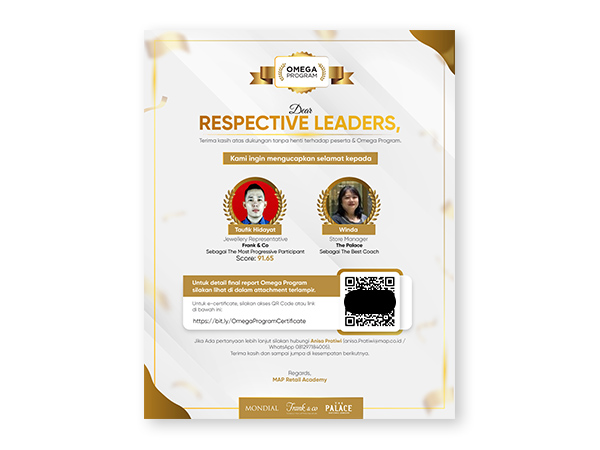 OMEGA
PROGRAM
Dear
RESPECTIVE LEADERS,
Terima kasih atas dukungan tanpa henti terhadap peserta & Omega Program.
Kami ingin mengucapkan selamat kepada
Taufik Hidayat
Jewellery Representative
Frank & Co
Sebagai The Most Progressive Participant
Score: 91.65
Winda
Store Manager
The Palace
Sebagai The Best Coach
Untuk detail final report Omega Program
silakan lihat di dalam attachment terlampir.
Untuk e-certificate, silakan akses QR Code atau link
di bawah ini:
https://bit.ly/OmegaProgramCertificate
Jika Ada pertanyaan lebih lanjut silakan hubungi Anisa Pratiwi (anisa.Pratiwi@map.co.id /
WhatsApp 081297184005).
Terima kasih dan sampai jumpa di kesempatan berikutnya.
Regards,
MAP Retail Academy
MONDIAL
Frank & co
THE
PALACE